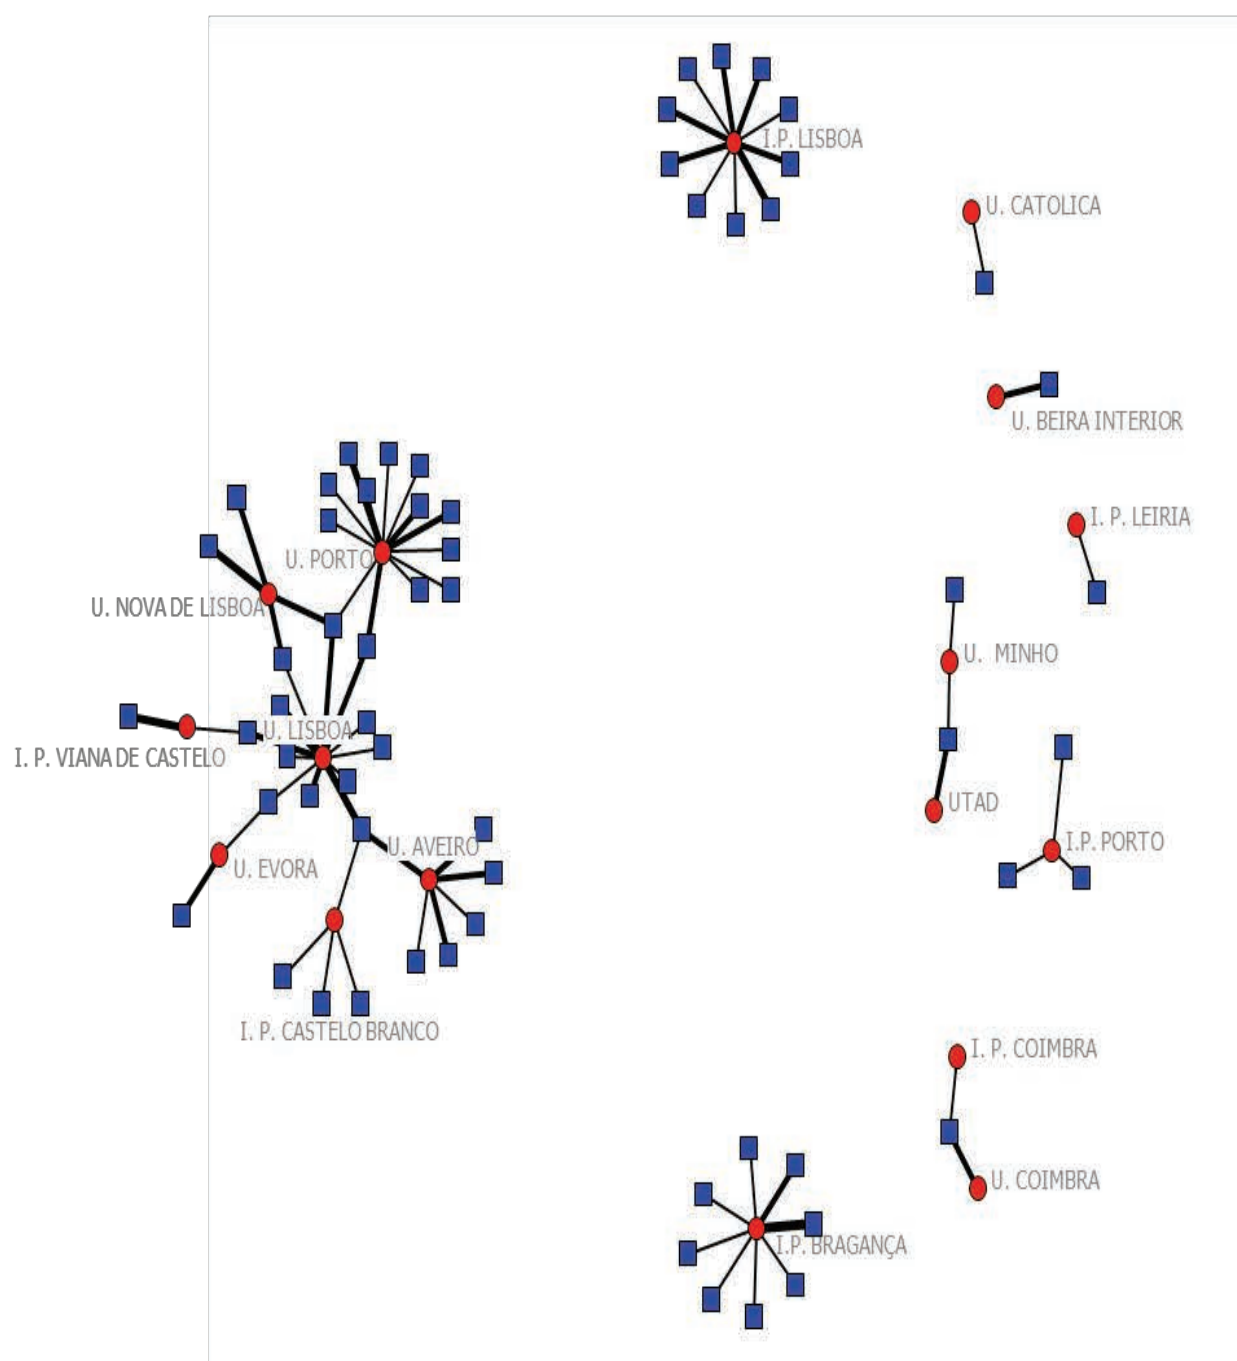 I.P. LISBOA
U. CATOLICA
U. BEIRA INTERIOR
I. P. LEIRIA
U. PORTO
U. NOVA DE LISBOA
U. MINHO
U. LISBOA
I. P. VIANA DE CASTELO
UTAD
I.P. PORTO
U. AVEIRO
U. EVORA
I. P. CASTELO BRANCO
I. P. COIMBRA
U. COIMBRA
I.P. BRAGANÇA